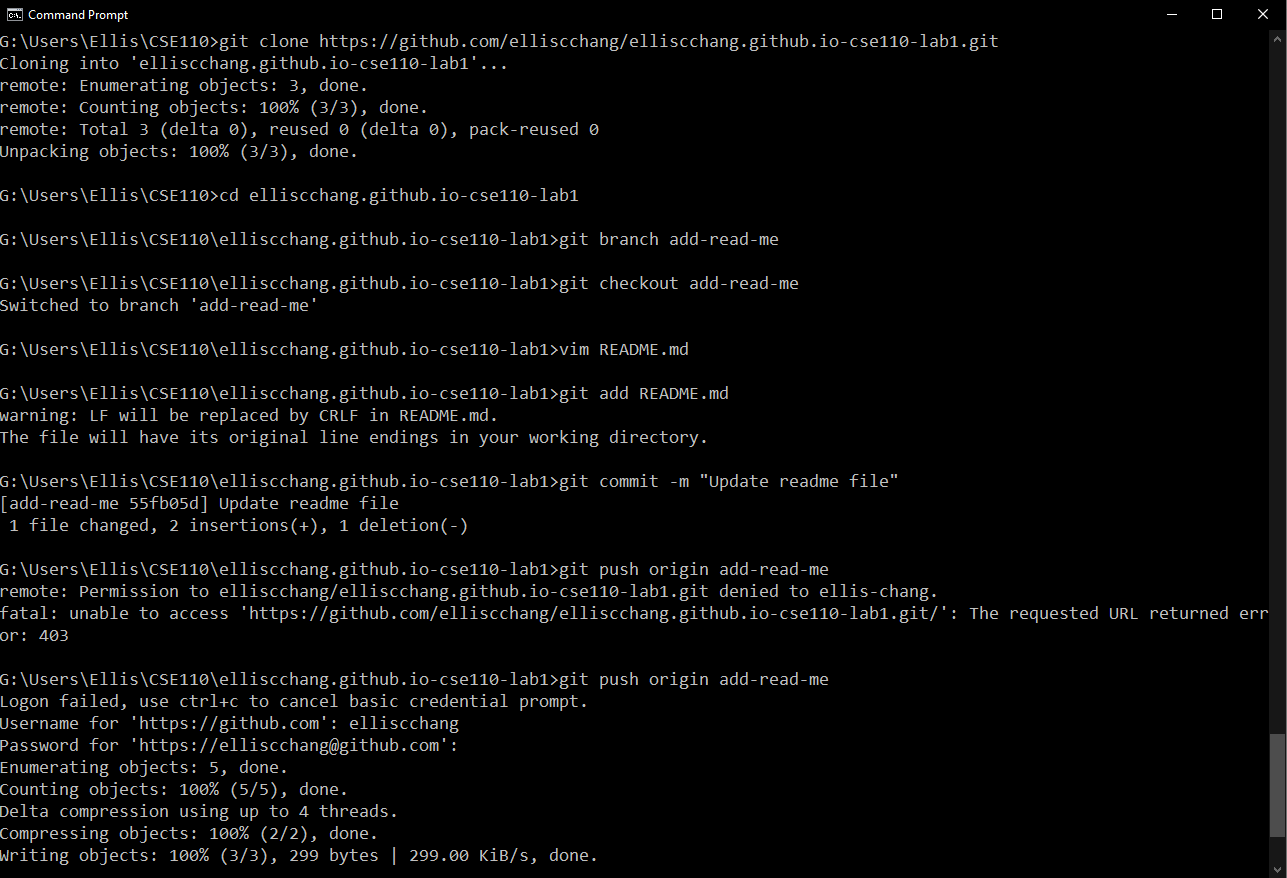 Command Prompt
G:\Users\Ellis\CSE110>git clone https://github.com/elliscchang/elliscchang.github.io-cse110-lab1.git
Cloning into 'elliscchang.github.io-cse110-lab1'...
remote: Enumerating objects: 3, done.
remote: Counting objects: 100% (3/3), done.
remote: Total 3 (delta 0), reused 0 (delta 0), pack-reused 0
Unpacking objects: 100% (3/3), done.
G:\Users\Ellis\CSE110>cd elliscchang.github.io-cse110-lab1
G:\Users\Ellis\CSE110\elliscchang.github.io-cse110-lab1>git branch add-read-me
G:\Users\Ellis\CSE110\elliscchang.github.io-cse110-lab1>git checkout add-read-me
Switched to branch 'add-read-me'
G:\Users\Ellis\CSE110\elliscchang.github.io-cse110-lab1>vim README.md
G:\Users\Ellis\CSE110\elliscchang.github.io-cse110-lab1>git add README.md
warning: LF will be replaced by CRLF in README.md.
The file will have its original line endings in your working directory.
G:\Users\Ellis\CSE110\elliscchang.github.io-cse110-lab1>git commit -m "Update readme file"
[add-read-me 55fb05d] Update readme file
 1 file changed, 2 insertions(+), 1 deletion(-)
G:\Users\Ellis\CSE110\elliscchang.github.io-cse110-lab1>git push origin add-read-me
remote: Permission to elliscchang/elliscchang.github.io-cse110-lab1.git denied to ellis-chang.
fatal: unable to access 'https://github.com/elliscchang/elliscchang.github.io-cse110-lab1.git/': The requested URL returned err
or: 403
G:\Users\Ellis\CSE110\elliscchang.github.io-cse110-lab1>git push origin add-read-me
Logon failed, use ctrl+c to cancel basic credential prompt.
Username for 'https://github.com': elliscchang
Password for 'https://elliscchang@github.com':
Enumerating objects: 5, done.
Counting objects: 100% (5/5), done.
Delta compression using up to 4 threads.
Compressing objects: 100% (2/2), done.
Writing objects: 100% (3/3), 299 bytes | 299.00 KiB/s, done.